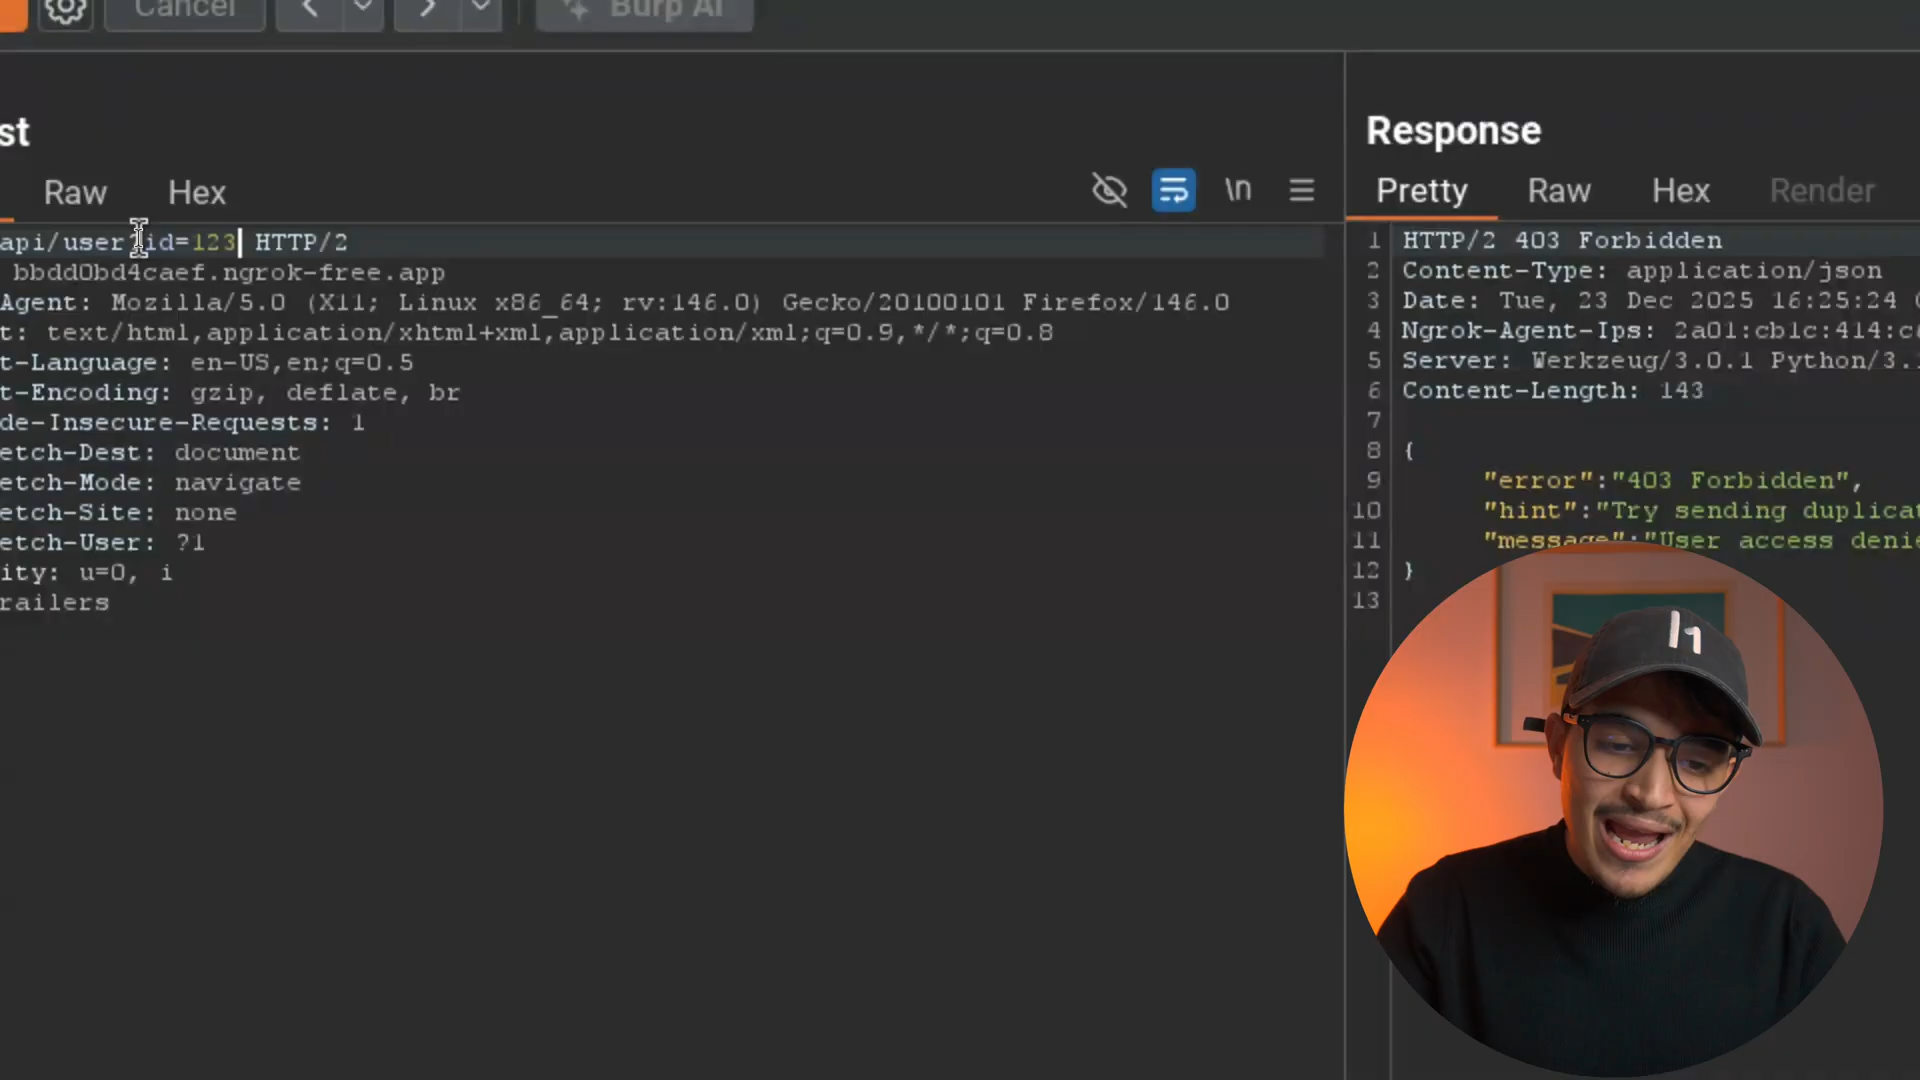 Cancel
Burp AI
st
Response
Raw Hex
\n
Pretty Raw Hex Render
api/user?id=123 HTTP/2
bbdd0bd4caef.ngrok-free.app
Agent: Mozilla/5.0 (X11; Linux x86_64; rv:146.0) Gecko/20100101 Firefox/146.0
t: text/html,application/xhtml+xml,application/xml;q=0.9,*/*;q=0.8
t-Language: en-US,en;q=0.5
t-Encoding: gzip, deflate, br
de-Insecure-Requests: 1
etch-Dest: document
etch-Mode: navigate
etch-Site: none
etch-User: ?1
ity: u=0, i
railers
1 HTTP/2 403 Forbidden
2 Content-Type: application/json
3 Date: Tue, 23 Dec 2025 16:25:24
4 Ngrok-Agent-Ips: 2a01:cb1c:414:c
5 Server: Werkzeug/3.0.1 Python/3.
6 Content-Length: 143
7
8 {
9 "error":"403 Forbidden",
10 "hint":"Try sending duplicat
11 "message":"User access denie
12 }
13